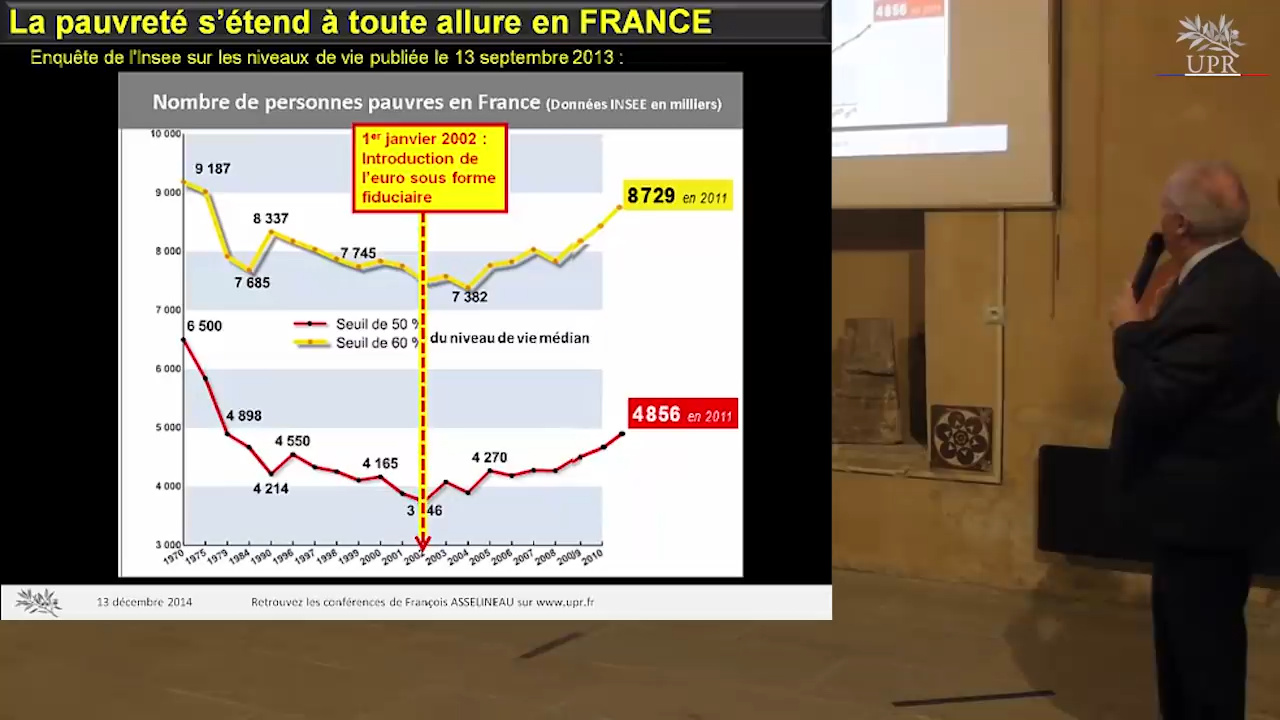 La pauvreté s'étend à toute allure en FRANCE
Enquête de l'Insee sur les niveaux de vie publiée le 13 septembre 2013 :
Nombre de personnes pauvres en France (Données INSEE en milliers)
1er janvier 2002 :
Introduction de
l'euro sous forme
fiduciaire
10 000
9 000
8 000
7 000
6 000
5 000
4 000
3 000
9 187
8 337
7 745
7 685
7 382
8729 en 2011
Seuil de 50 %
Seuil de 60 %
du niveau de vie médian
6 500
4 898
4 550
4 214
4 165
3 46
4 270
4856 en 2011
1970 1975 1979 1984 1990 1996 1997 1998 1999 2000 2001 2002 2003 2004 2005 2006 2007 2008 2009 2010
13 décembre 2014
Retrouvez les conférences de François ASSELINEAU sur www.upr.fr
4856
UPR